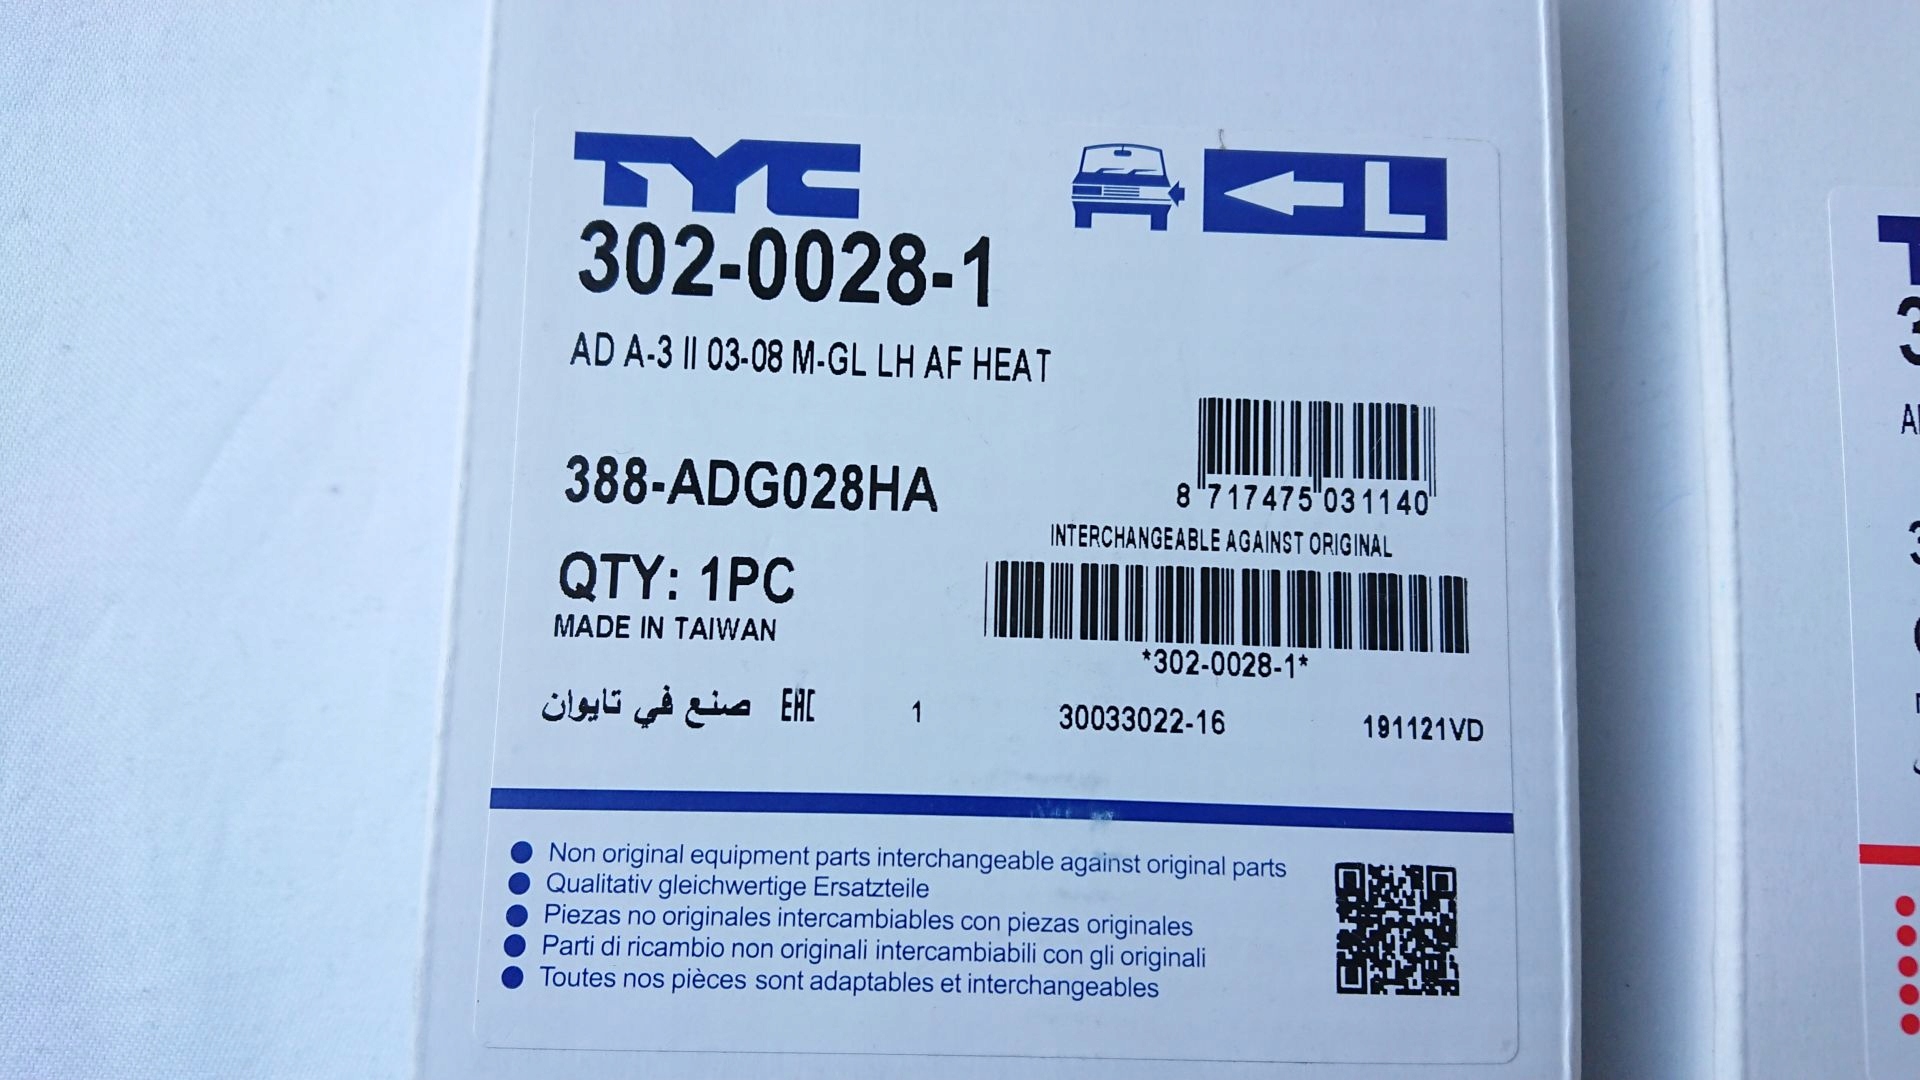 TYC
L
302-0028-1
AD A-3 II 03-08 M-GL LH AF HEAT
388-ADG028HA
8 717475 031140
INTERCHANGEABLE AGAINST ORIGINAL
QTY: 1PC
MADE IN TAIWAN
*302-0028-1*
صنع في تايوان EAC 1 30033022-16 191121VD
Non original equipment parts interchangeable against original parts
Qualitativ gleichwertige Ersatzteile
Piezas no originales intercambiables con piezas originales
Parti di ricambio non originali intercambiabili con gli originali
Toutes nos pièces sont adaptables et interchangeables